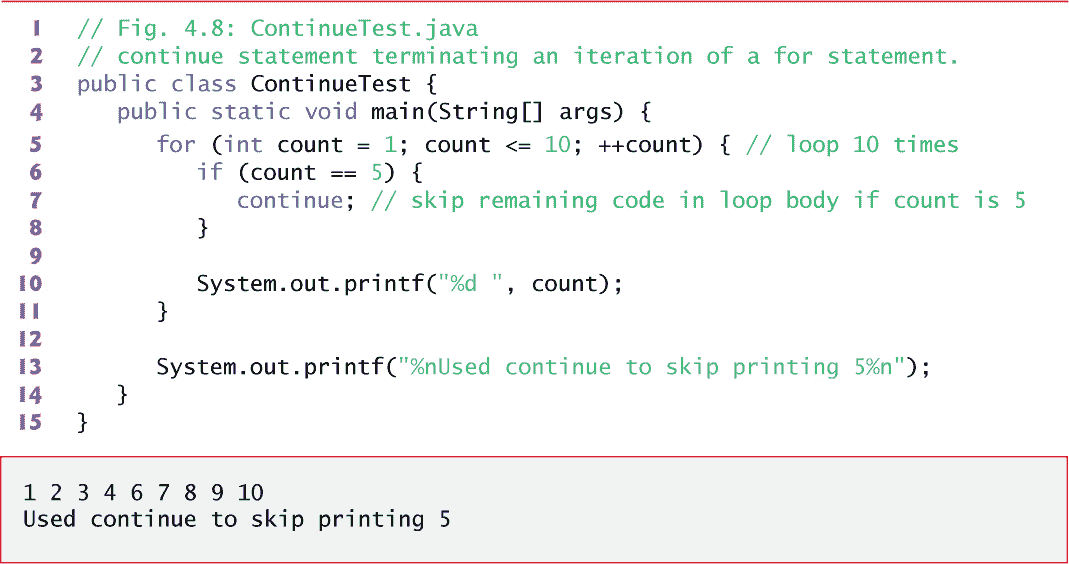 1 // Fig. 4.8: ContinueTest.java
2 // continue statement terminating an iteration of a for statement.
3 public class ContinueTest {
4 public static void main(String[] args) {
5 for (int count = 1; count <= 10; ++count) { // loop 10 times
6 if (count == 5) {
7 continue; // skip remaining code in loop body if count is 5
8 }
9
10 System.out.printf("%d ", count);
11 }
12
13 System.out.printf("%nUsed continue to skip printing 5%n");
14 }
15 }
1 2 3 4 6 7 8 9 10
Used continue to skip printing 5